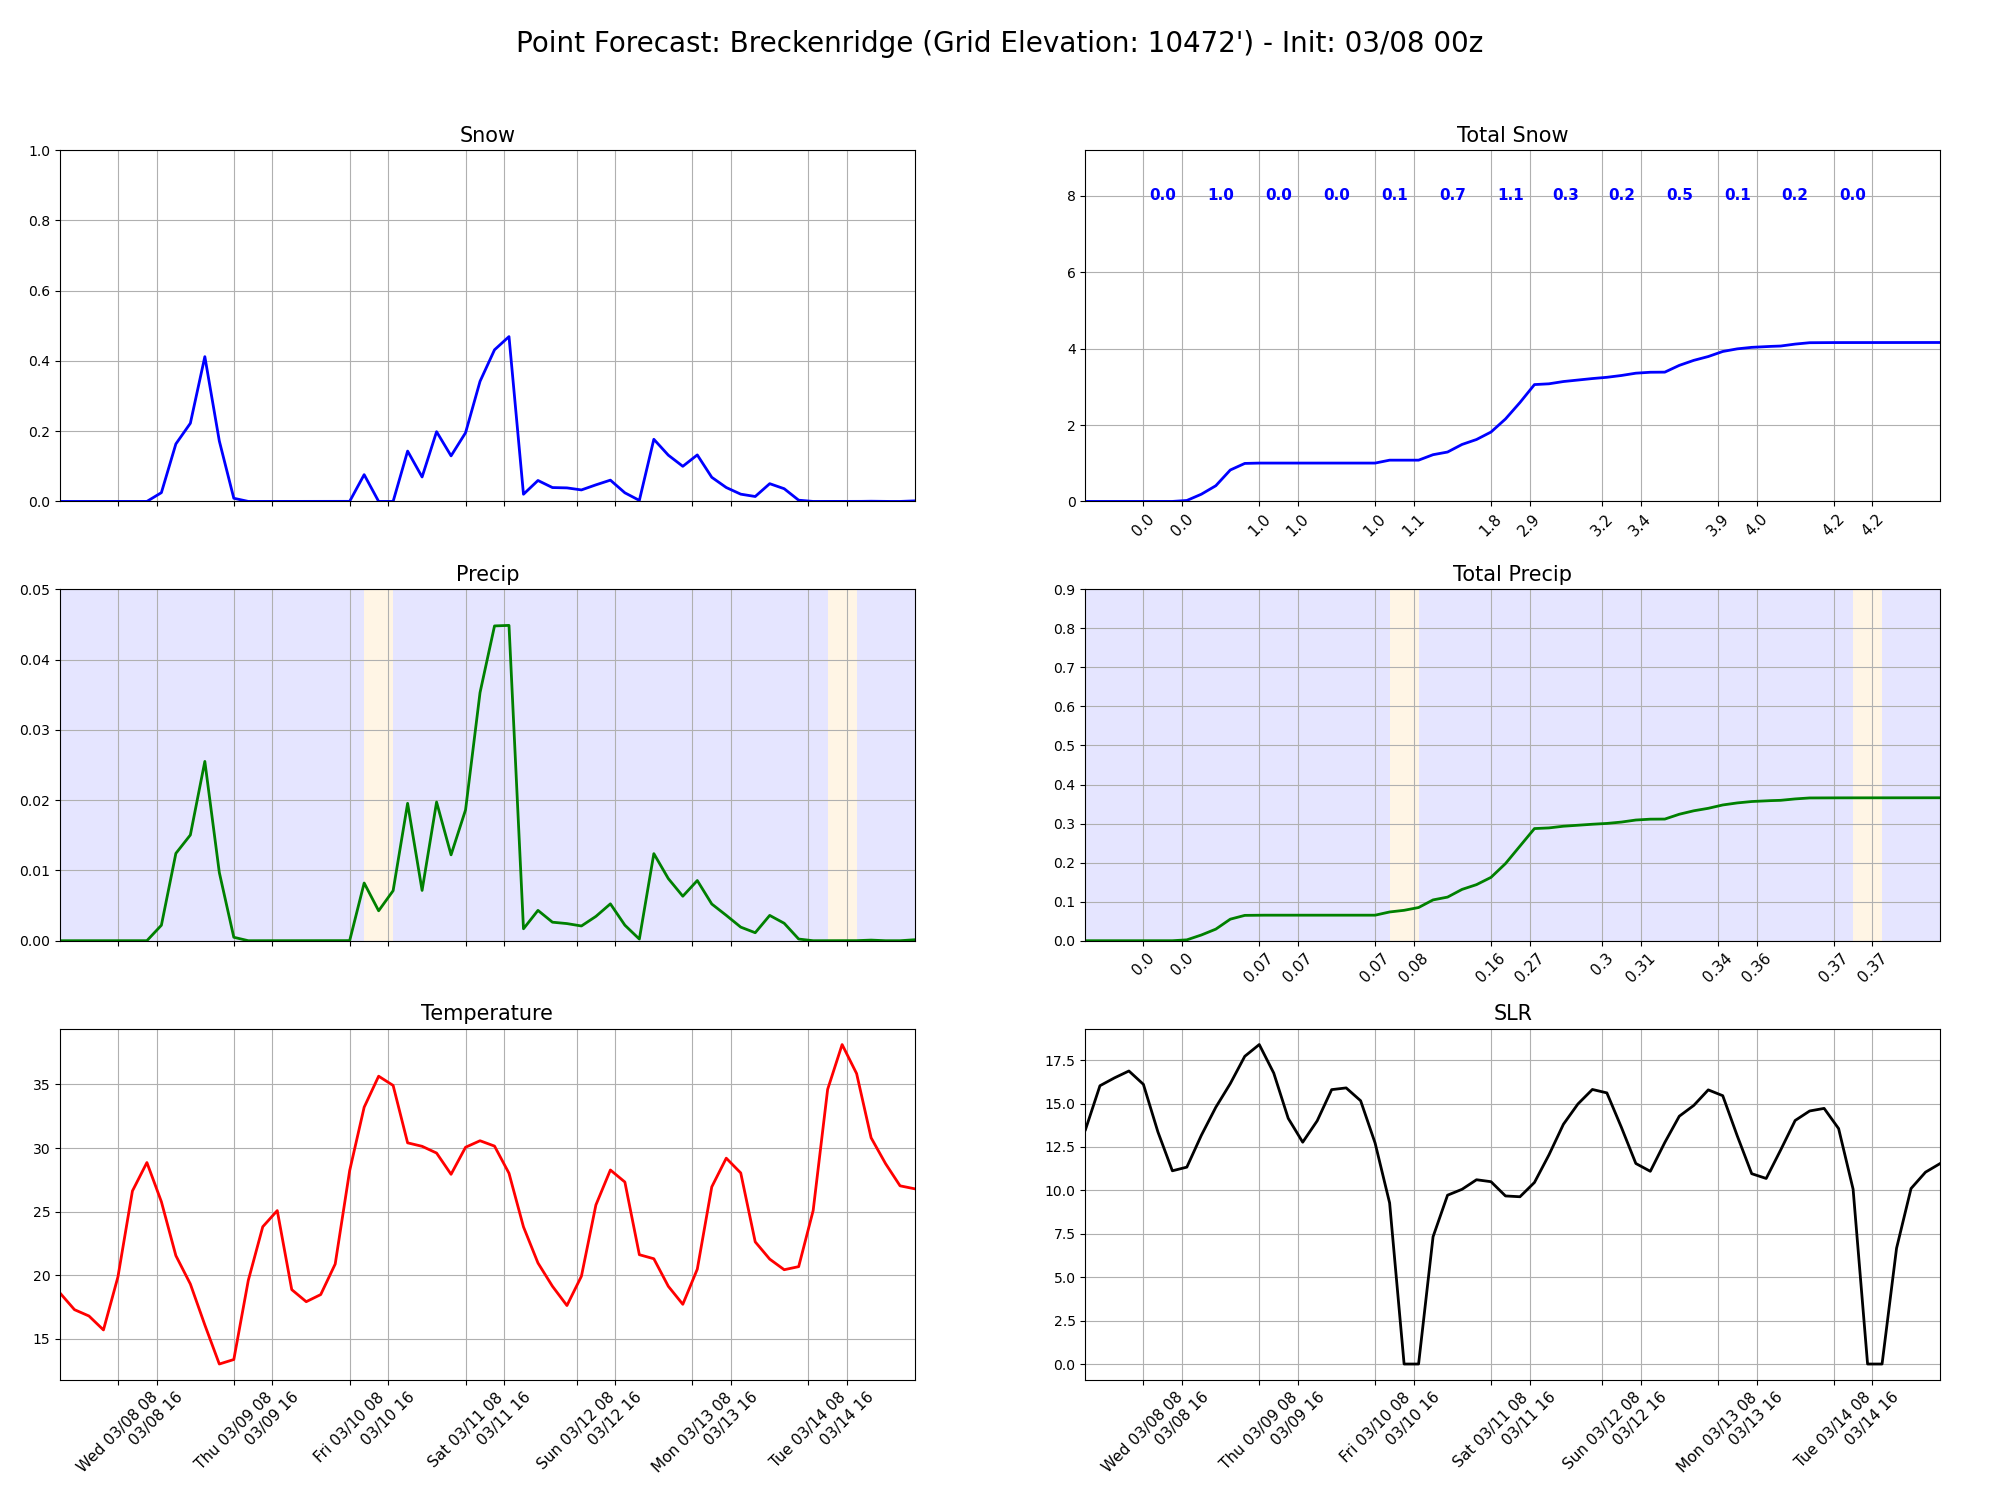 Point Forecast: Breckenridge (Grid Elevation: 10472') - Init: 03/08 00z
Snow
1.0
0.8
0.6
0.4
0.2
0.0
Total Snow
8
6
4
2
0
0.0 1.0 0.0 0.0 0.1 0.7 1.1 0.3 0.2 0.5 0.1 0.2 0.0
0.0 0.0 1.0 1.0 1.0 1.1 1.8 2.9 3.2 3.4 3.9 4.0 4.2 4.2
Precip
0.05
0.04
0.03
0.02
0.01
0.00
Total Precip
0.9
0.8
0.7
0.6
0.5
0.4
0.3
0.2
0.1
0.0
0.0 0.0 0.07 0.07 0.07 0.08 0.16 0.27 0.3 0.31 0.34 0.36 0.37 0.37
Temperature
35
30
25
20
15
Wed 03/08 08
03/08 16
Thu 03/09 08
03/09 16
Fri 03/10 08
03/10 16
Sat 03/11 08
03/11 16
Sun 03/12 08
03/12 16
Mon 03/13 08
03/13 16
Tue 03/14 08
03/14 16
SLR
17.5
15.0
12.5
10.0
7.5
5.0
2.5
0.0
Wed 03/08 08
03/08 16
Thu 03/09 08
03/09 16
Fri 03/10 08
03/10 16
Sat 03/11 08
03/11 16
Sun 03/12 08
03/12 16
Mon 03/13 08
03/13 16
Tue 03/14 08
03/14 16